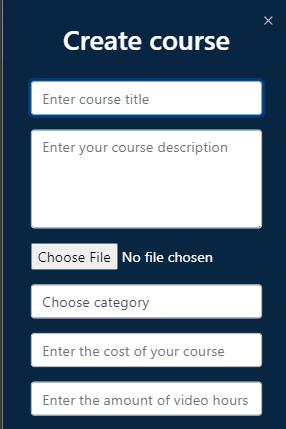 ×
Create course
Enter course title
Enter your course description
Choose File No file chosen
Choose category
Enter the cost of your course
Enter the amount of video hours